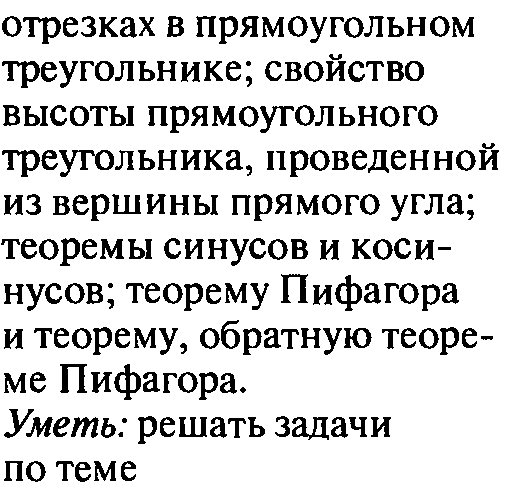 отрезках в прямоугольном
треугольнике; свойство
высоты прямоугольного
треугольника, проведенной
из вершины прямого угла;
теоремы синусов и коси-
нусов; теорему Пифагора
и теорему, обратную теоре-
ме Пифагора.
Уметь: решать задачи
по теме